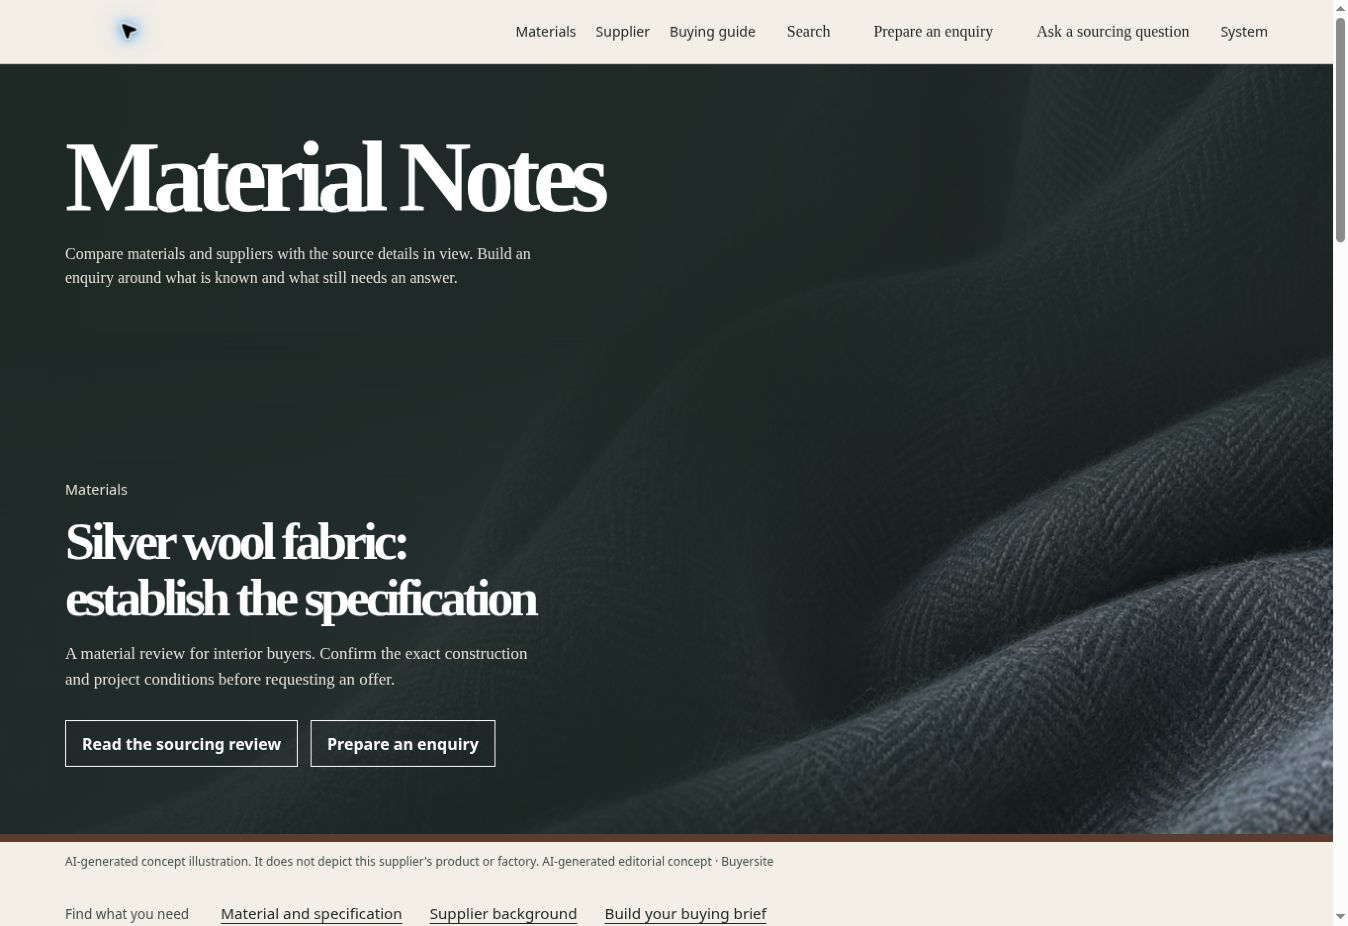 Materials Supplier Buying guide Search Prepare an enquiry Ask a sourcing question System
Material Notes
Compare materials and suppliers with the source details in view. Build an
enquiry around what is known and what still needs an answer.
Materials
Silver wool fabric:
establish the specification
A material review for interior buyers. Confirm the exact construction
and project conditions before requesting an offer.
Read the sourcing review Prepare an enquiry
AI-generated concept illustration. It does not depict this supplier's product or factory. AI-generated editorial concept · Buyersite
Find what you need Material and specification Supplier background Build your buying brief